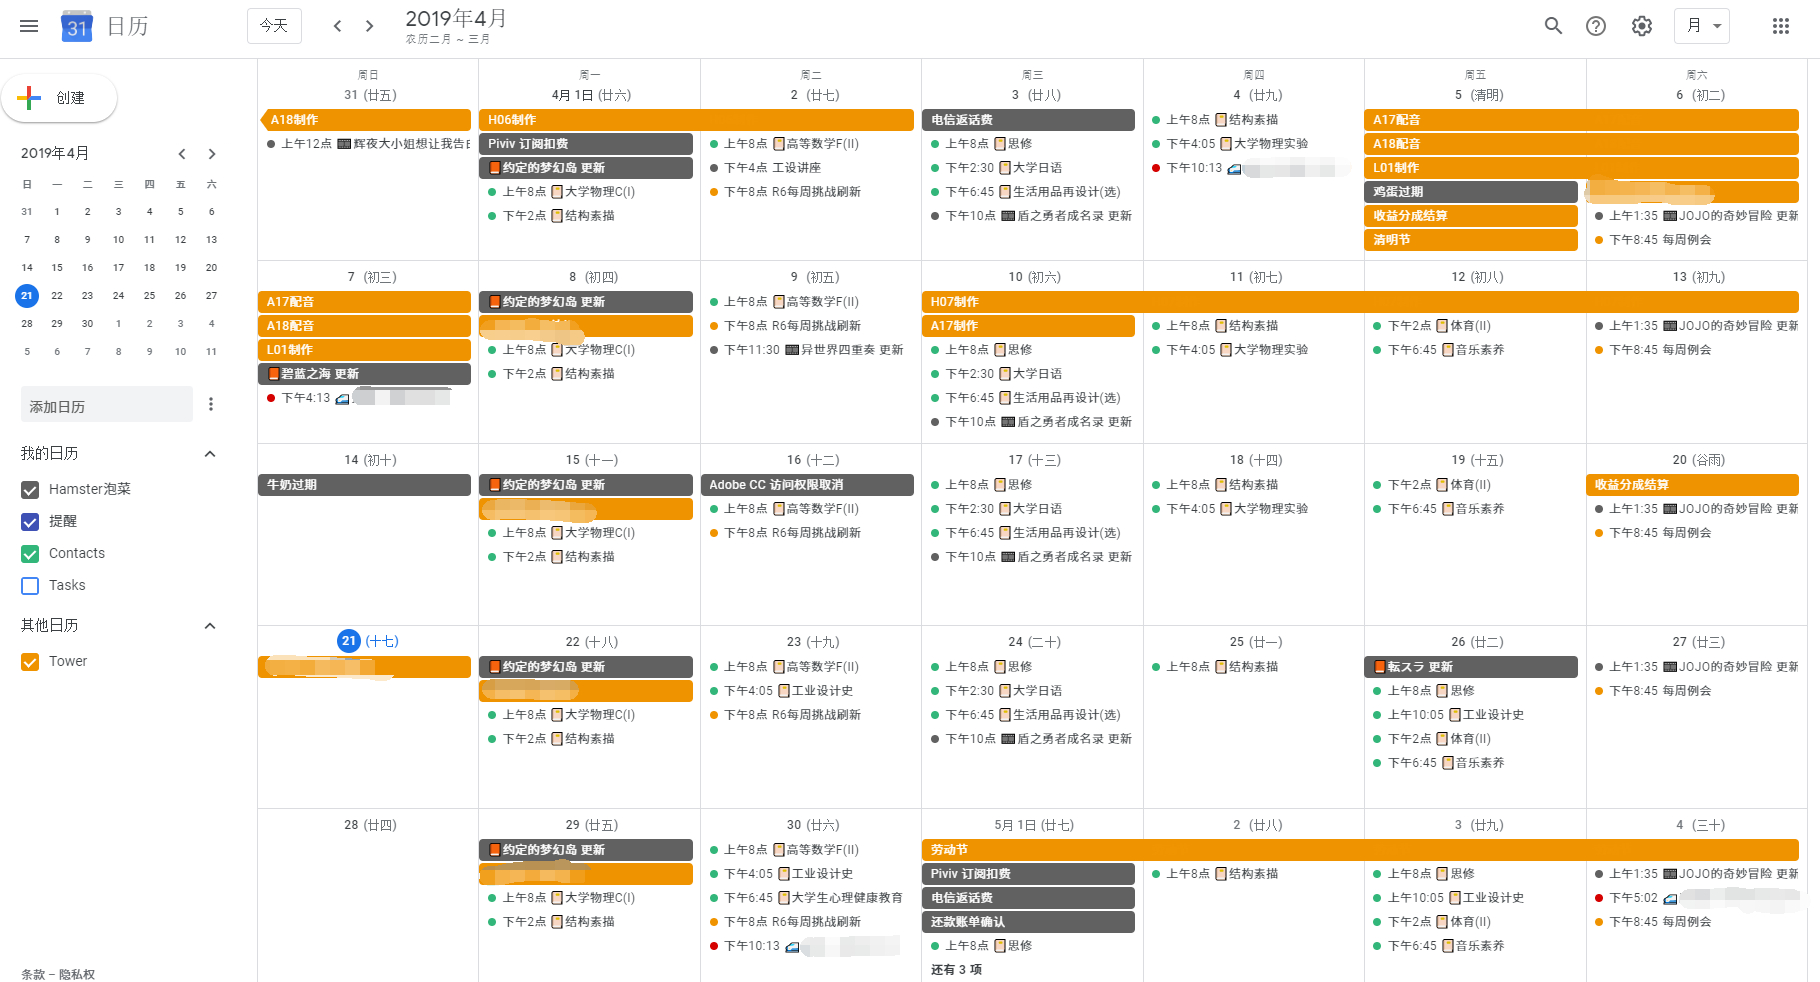 31 日历
今天
2019年4月
农历二月 ~ 三月
月
创建
2019年4月
日 一 二 三 四 五 六
31 1 2 3 4 5 6
7 8 9 10 11 12 13
14 15 16 17 18 19 20
21 22 23 24 25 26 27
28 29 30 1 2 3 4
5 6 7 8 9 10 11
添加日历
我的日历
Hamster泡菜
提醒
Contacts
Tasks
其他日历
Tower
条款 – 隐私权
周日 周一 周二 周三 周四 周五 周六
31 (廿五)
A18制作
上午12点 辉夜大小姐想让我告白
4月 1日 (廿六)
H06制作
Piviv 订阅扣费
约定的梦幻岛 更新
上午8点 大学物理C(I)
下午2点 结构素描
2 (廿七)
上午8点 高等数学F(II)
下午4点 工设讲座
下午8点 R6每周挑战刷新
3 (廿八)
电信返话费
上午8点 思修
下午2:30 大学日语
下午6:45 生活用品再设计(选)
下午10点 盾之勇者成名录 更新
4 (廿九)
上午8点 结构素描
下午4:05 大学物理实验
下午10:13
5 (清明)
A17配音
A18配音
L01制作
鸡蛋过期
收益分成结算
清明节
6 (初二)
上午1:35 JOJO的奇妙冒险 更新
下午8:45 每周例会
7 (初三)
A17配音
A18配音
L01制作
碧蓝之海 更新
下午4:13
8 (初四)
约定的梦幻岛 更新
上午8点 大学物理C(I)
下午2点 结构素描
9 (初五)
上午8点 高等数学F(II)
下午8点 R6每周挑战刷新
下午11:30 异世界四重奏 更新
10 (初六)
H07制作
A17制作
上午8点 思修
下午2:30 大学日语
下午6:45 生活用品再设计(选)
下午10点 盾之勇者成名录 更新
11 (初七)
上午8点 结构素描
下午4:05 大学物理实验
12 (初八)
下午2点 体育(II)
下午6:45 音乐素养
13 (初九)
上午1:35 JOJO的奇妙冒险 更新
下午8:45 每周例会
14 (初十)
牛奶过期
15 (十一)
约定的梦幻岛 更新
上午8点 大学物理C(I)
下午2点 结构素描
16 (十二)
Adobe CC 访问权限取消
上午8点 高等数学F(II)
下午8点 R6每周挑战刷新
17 (十三)
上午8点 思修
下午2:30 大学日语
下午6:45 生活用品再设计(选)
下午10点 盾之勇者成名录 更新
18 (十四)
上午8点 结构素描
下午4:05 大学物理实验
19 (十五)
下午2点 体育(II)
下午6:45 音乐素养
20 (谷雨)
收益分成结算
上午1:35 JOJO的奇妙冒险 更新
下午8:45 每周例会
21 (十七)
22 (十八)
约定的梦幻岛 更新
上午8点 大学物理C(I)
下午2点 结构素描
23 (十九)
上午8点 高等数学F(II)
下午4:05 工业设计史
下午8点 R6每周挑战刷新
24 (二十)
上午8点 思修
下午2:30 大学日语
下午6:45 生活用品再设计(选)
下午10点 盾之勇者成名录 更新
25 (廿一)
上午8点 结构素描
26 (廿二)
転スラ 更新
上午8点 思修
上午10:05 工业设计史
下午2点 体育(II)
下午6:45 音乐素养
27 (廿三)
上午1:35 JOJO的奇妙冒险 更新
下午8:45 每周例会
28 (廿四)
29 (廿五)
约定的梦幻岛 更新
上午8点 大学物理C(I)
下午2点 结构素描
30 (廿六)
上午8点 高等数学F(II)
下午4:05 工业设计史
下午6:45 大学生心理健康教育
下午8点 R6每周挑战刷新
下午10:13
5月 1日 (廿七)
劳动节
Piviv 订阅扣费
电信返话费
还款账单确认
上午8点 思修
还有 3 项
2 (廿八)
上午8点 结构素描
3 (廿九)
上午8点 思修
上午10:05 工业设计史
下午2点 体育(II)
下午6:45 音乐素养
4 (三十)
上午1:35 JOJO的奇妙冒险 更新
下午5:02
下午8:45 每周例会